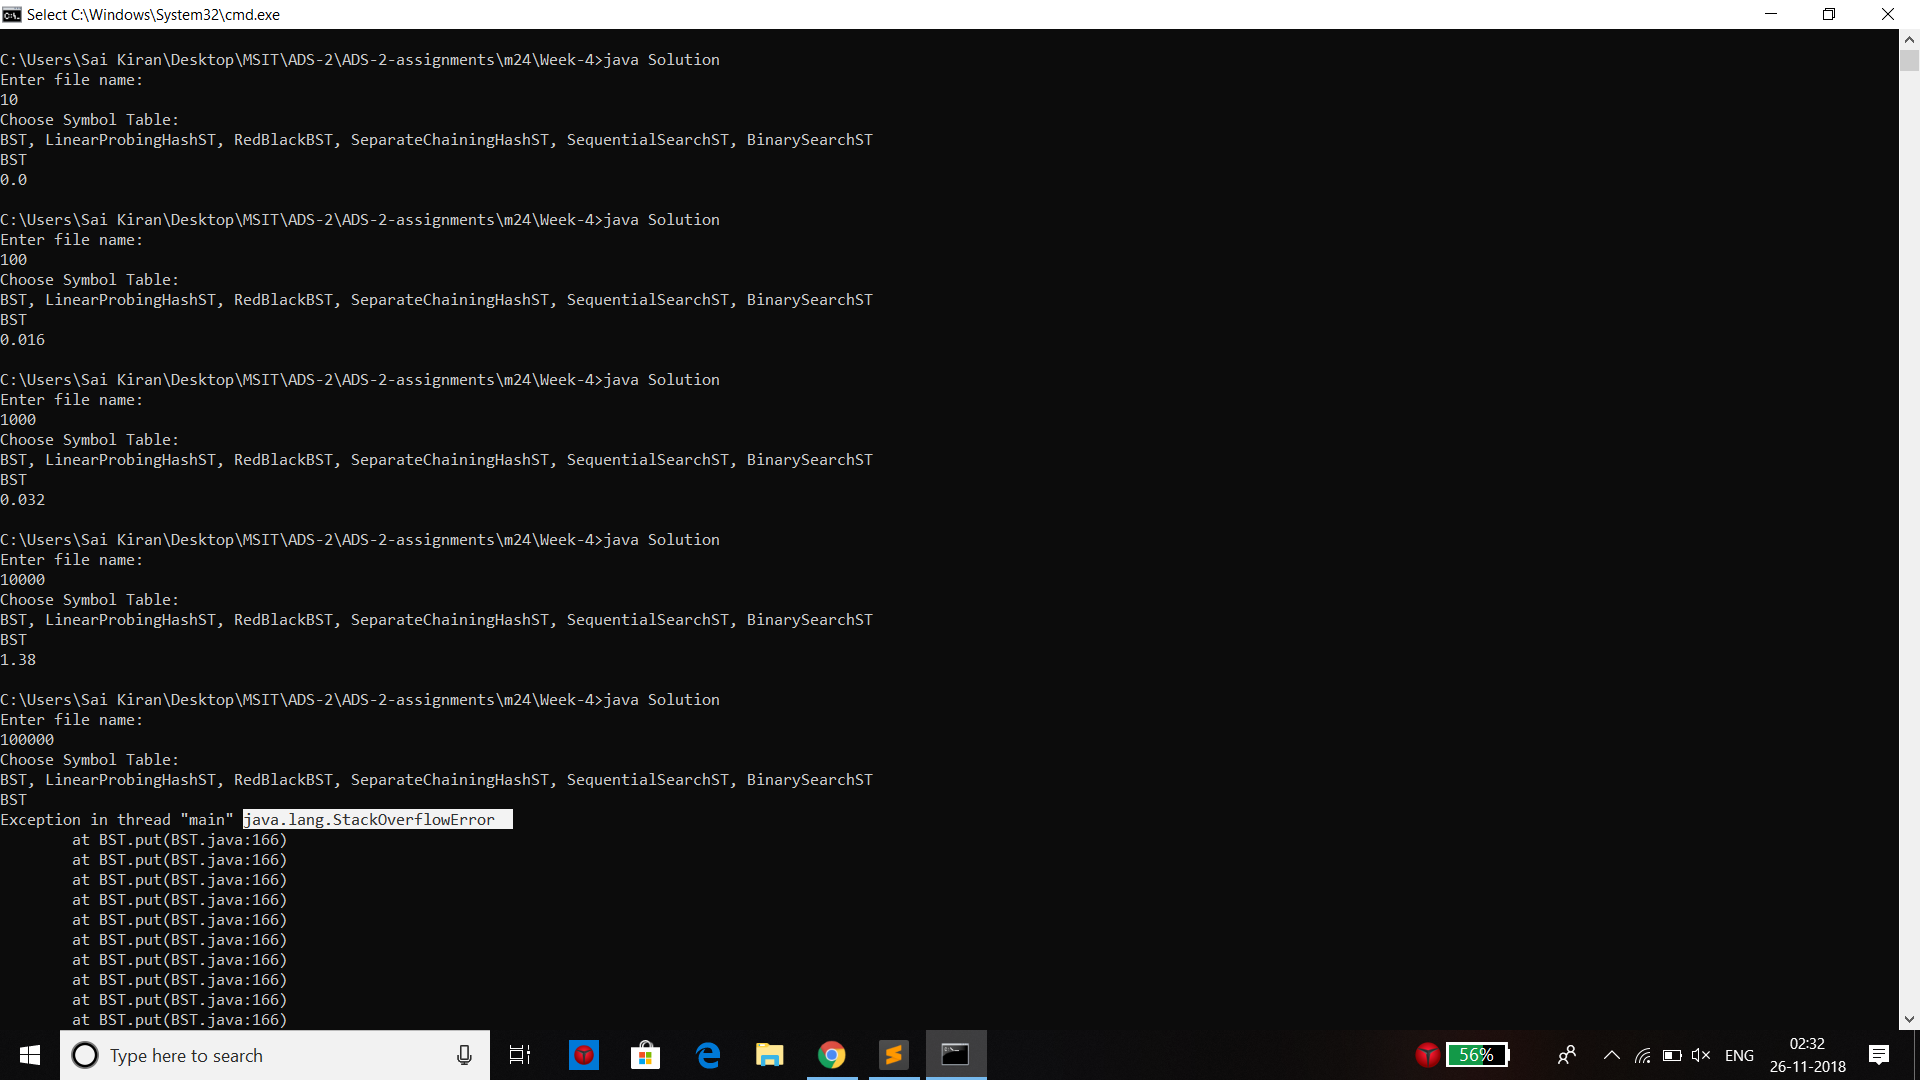 Select C:\Windows\System32\cmd.exe
C:\Users\Sai Kiran\Desktop\MSIT\ADS-2\ADS-2-assignments\m24\Week-4>java Solution
Enter file name:
10
Choose Symbol Table:
BST, LinearProbingHashST, RedBlackBST, SeparateChainingHashST, SequentialSearchST, BinarySearchST
BST
0.0
C:\Users\Sai Kiran\Desktop\MSIT\ADS-2\ADS-2-assignments\m24\Week-4>java Solution
Enter file name:
100
Choose Symbol Table:
BST, LinearProbingHashST, RedBlackBST, SeparateChainingHashST, SequentialSearchST, BinarySearchST
BST
0.016
C:\Users\Sai Kiran\Desktop\MSIT\ADS-2\ADS-2-assignments\m24\Week-4>java Solution
Enter file name:
1000
Choose Symbol Table:
BST, LinearProbingHashST, RedBlackBST, SeparateChainingHashST, SequentialSearchST, BinarySearchST
BST
0.032
C:\Users\Sai Kiran\Desktop\MSIT\ADS-2\ADS-2-assignments\m24\Week-4>java Solution
Enter file name:
10000
Choose Symbol Table:
BST, LinearProbingHashST, RedBlackBST, SeparateChainingHashST, SequentialSearchST, BinarySearchST
BST
1.38
C:\Users\Sai Kiran\Desktop\MSIT\ADS-2\ADS-2-assignments\m24\Week-4>java Solution
Enter file name:
100000
Choose Symbol Table:
BST, LinearProbingHashST, RedBlackBST, SeparateChainingHashST, SequentialSearchST, BinarySearchST
BST
Exception in thread "main" java.lang.StackOverflowError
at BST.put(BST.java:166)
at BST.put(BST.java:166)
at BST.put(BST.java:166)
at BST.put(BST.java:166)
at BST.put(BST.java:166)
at BST.put(BST.java:166)
at BST.put(BST.java:166)
at BST.put(BST.java:166)
at BST.put(BST.java:166)
at BST.put(BST.java:166)
Type here to search
56%
ENG
02:32
26-11-2018